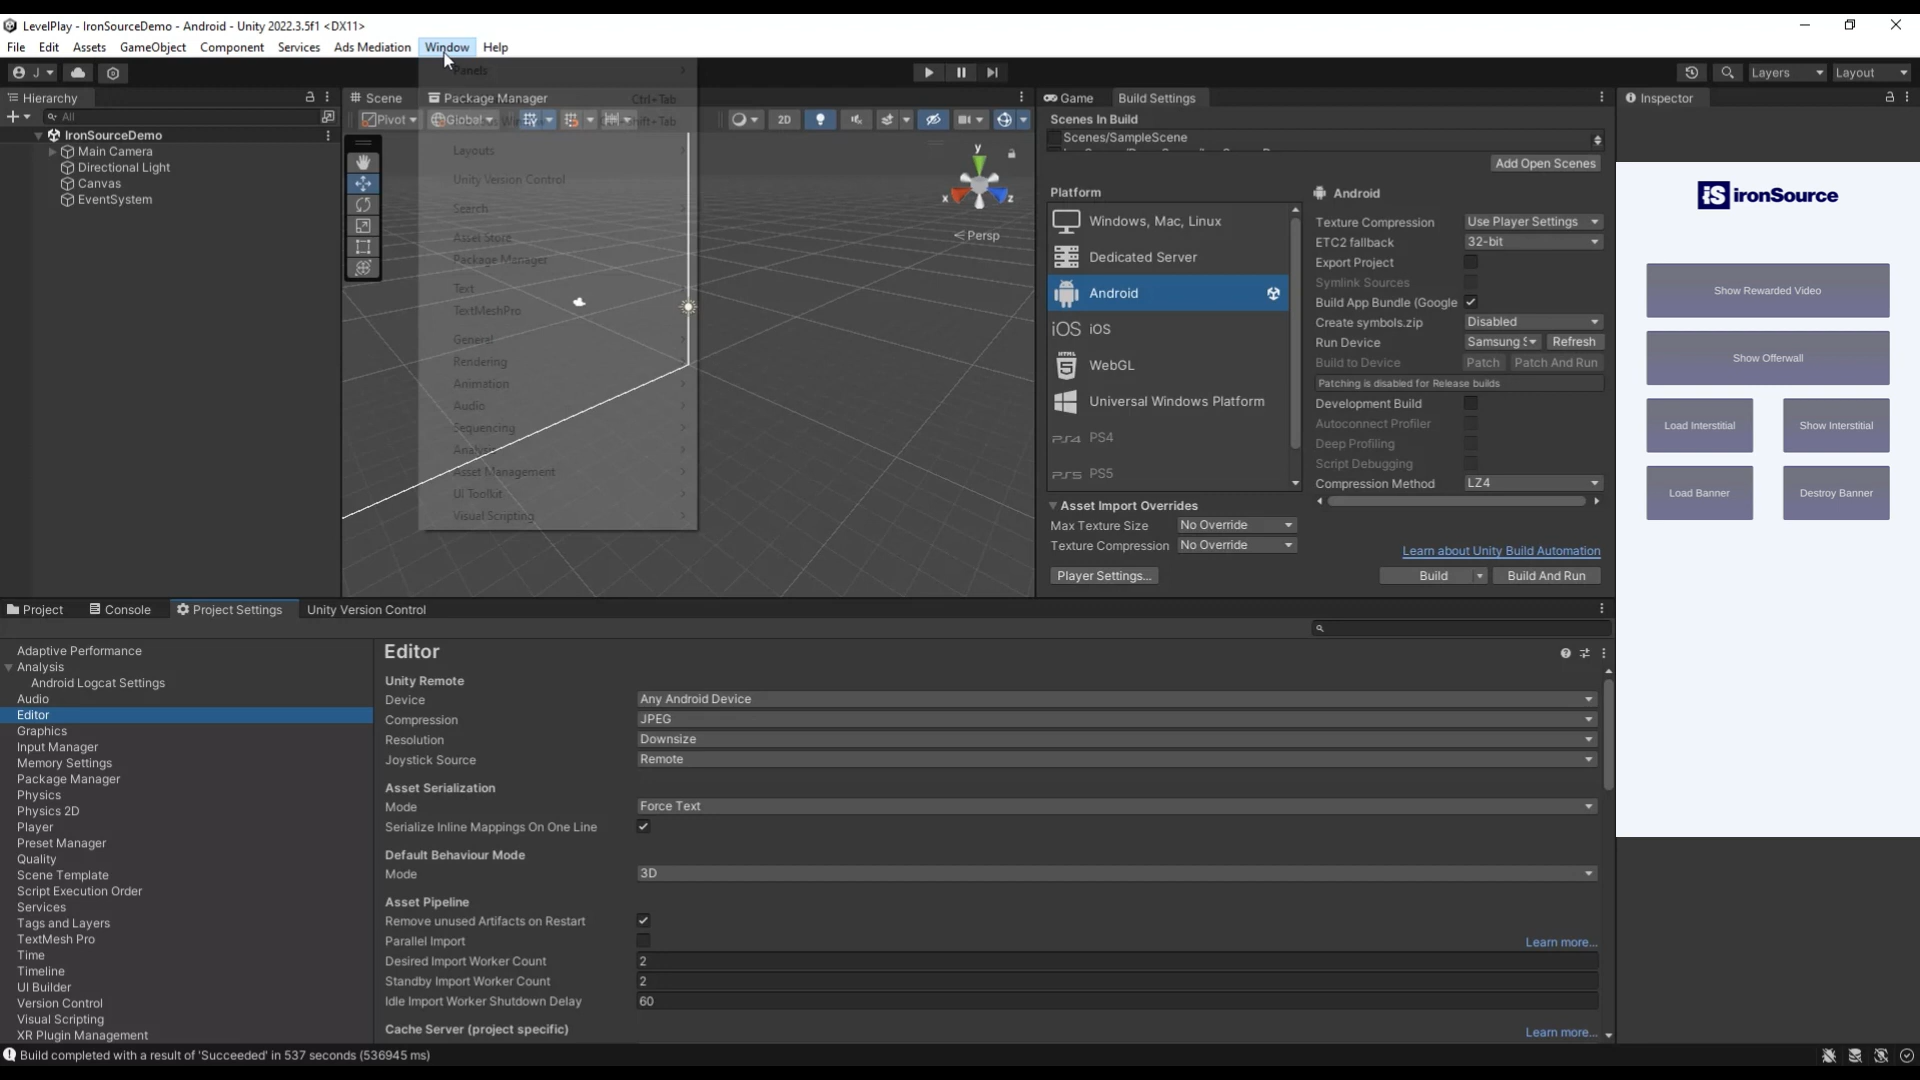 LevelPlay - IronSourceDemo - Android - Unity 2022.3.5f1 <DX11>
File Edit Assets GameObject Component Services Ads Mediation Window Help
J
Layers Layout
Hierarchy
All
IronSourceDemo
Main Camera
Directional Light
Canvas
EventSystem
Scene Package Manager
Pivot Global
2D
Panels
Ctrl+Tab
Layouts
Unity Version Control
Search
Asset Store
Package Manager
Text
TextMeshPro
General
Rendering
Animation
Audio
Sequencing
Analysis
Asset Management
UI Toolkit
Visual Scripting
y
x z
Persp
Game Build Settings
Scenes In Build
Scenes/SampleScene
Add Open Scenes
Platform
Windows, Mac, Linux
Dedicated Server
Android
iOS iOS
WebGL
Universal Windows Platform
PS4 PS4
PS5 PS5
Android
Texture Compression Use Player Settings
ETC2 fallback 32-bit
Export Project
Symlink Sources
Build App Bundle (Google
Create symbols.zip Disabled
Run Device Samsung Refresh
Build to Device Patch Patch And Run
Patching is disabled for Release builds
Development Build
Autoconnect Profiler
Deep Profiling
Script Debugging
Compression Method LZ4
Asset Import Overrides
Max Texture Size No Override
Texture Compression No Override
Learn about Unity Build Automation
Player Settings... Build Build And Run
Inspector
iS ironSource
Show Rewarded Video
Show Offerwall
Load Interstitial Show Interstitial
Load Banner Destroy Banner
Project Console Project Settings Unity Version Control
Adaptive Performance
Analysis
Android Logcat Settings
Audio
Editor
Graphics
Input Manager
Memory Settings
Package Manager
Physics
Physics 2D
Player
Preset Manager
Quality
Scene Template
Script Execution Order
Services
Tags and Layers
TextMesh Pro
Time
Timeline
UI Builder
Version Control
Visual Scripting
XR Plugin Management
Editor
Unity Remote
Device Any Android Device
Compression JPEG
Resolution Downsize
Joystick Source Remote
Asset Serialization
Mode Force Text
Serialize Inline Mappings On One Line
Default Behaviour Mode
Mode 3D
Asset Pipeline
Remove unused Artifacts on Restart
Parallel Import Learn more...
Desired Import Worker Count 2
Standby Import Worker Count 2
Idle Import Worker Shutdown Delay 60
Cache Server (project specific) Learn more...
Build completed with a result of 'Succeeded' in 537 seconds (536945 ms)